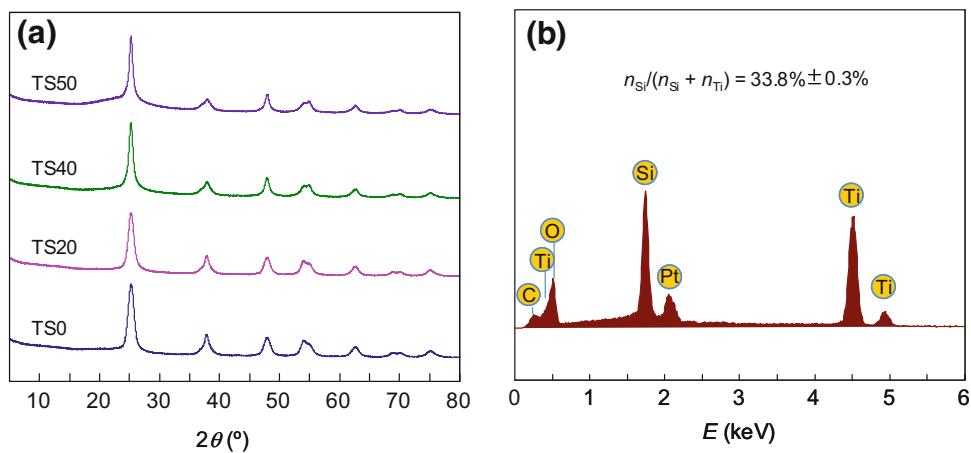 (a)
TS50
TS40
TS20
TS0
10 20 30 40 50 60 70 80
2θ (º)
(b)
nSi/(nSi + nTi) = 33.8% ± 0.3%
Si
Ti
O
Ti
Pt
Ti
C
0 1 2 3 4 5 6
E (keV)